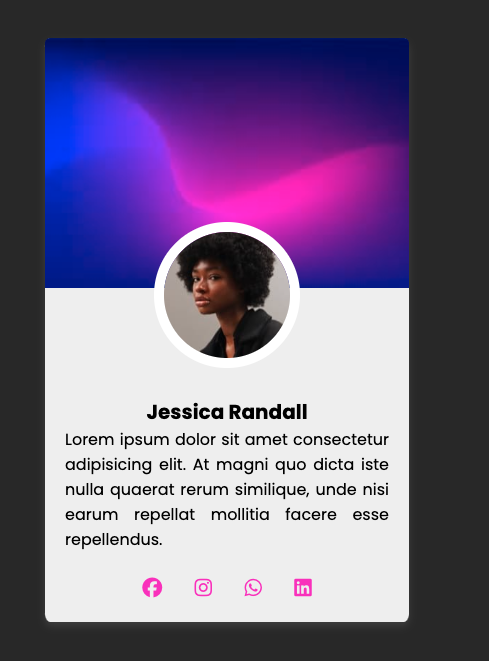 Jessica Randall
Lorem ipsum dolor sit amet consectetur
adipisicing elit. At magni quo dicta iste
nulla quaerat rerum similique, unde nisi
earum repellat mollitia facere esse
repellendus.